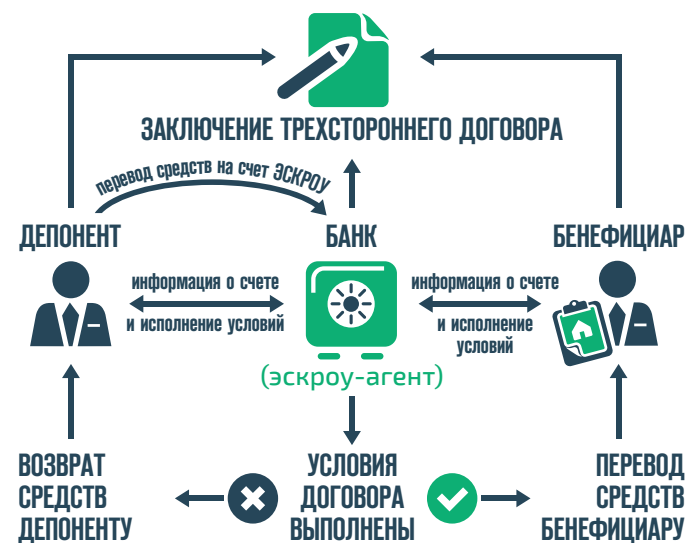 ЗАКЛЮЧЕНИЕ ТРЕХСТОРОННЕГО ДОГОВОРА
перевод средств на счет ЭСКРОУ
ДЕПОНЕНТ
БАНК
БЕНЕФИЦИАР
информация о счете
и исполнение условий
информация о счете
и исполнение
условий
(эскроу-агент)
ВОЗВРАТ
СРЕДСТВ
ДЕПОНЕНТУ
УСЛОВИЯ
ДОГОВОРА
ВЫПОЛНЕНЫ
ПЕРЕВОД
СРЕДСТВ
БЕНЕФИЦИАРУ